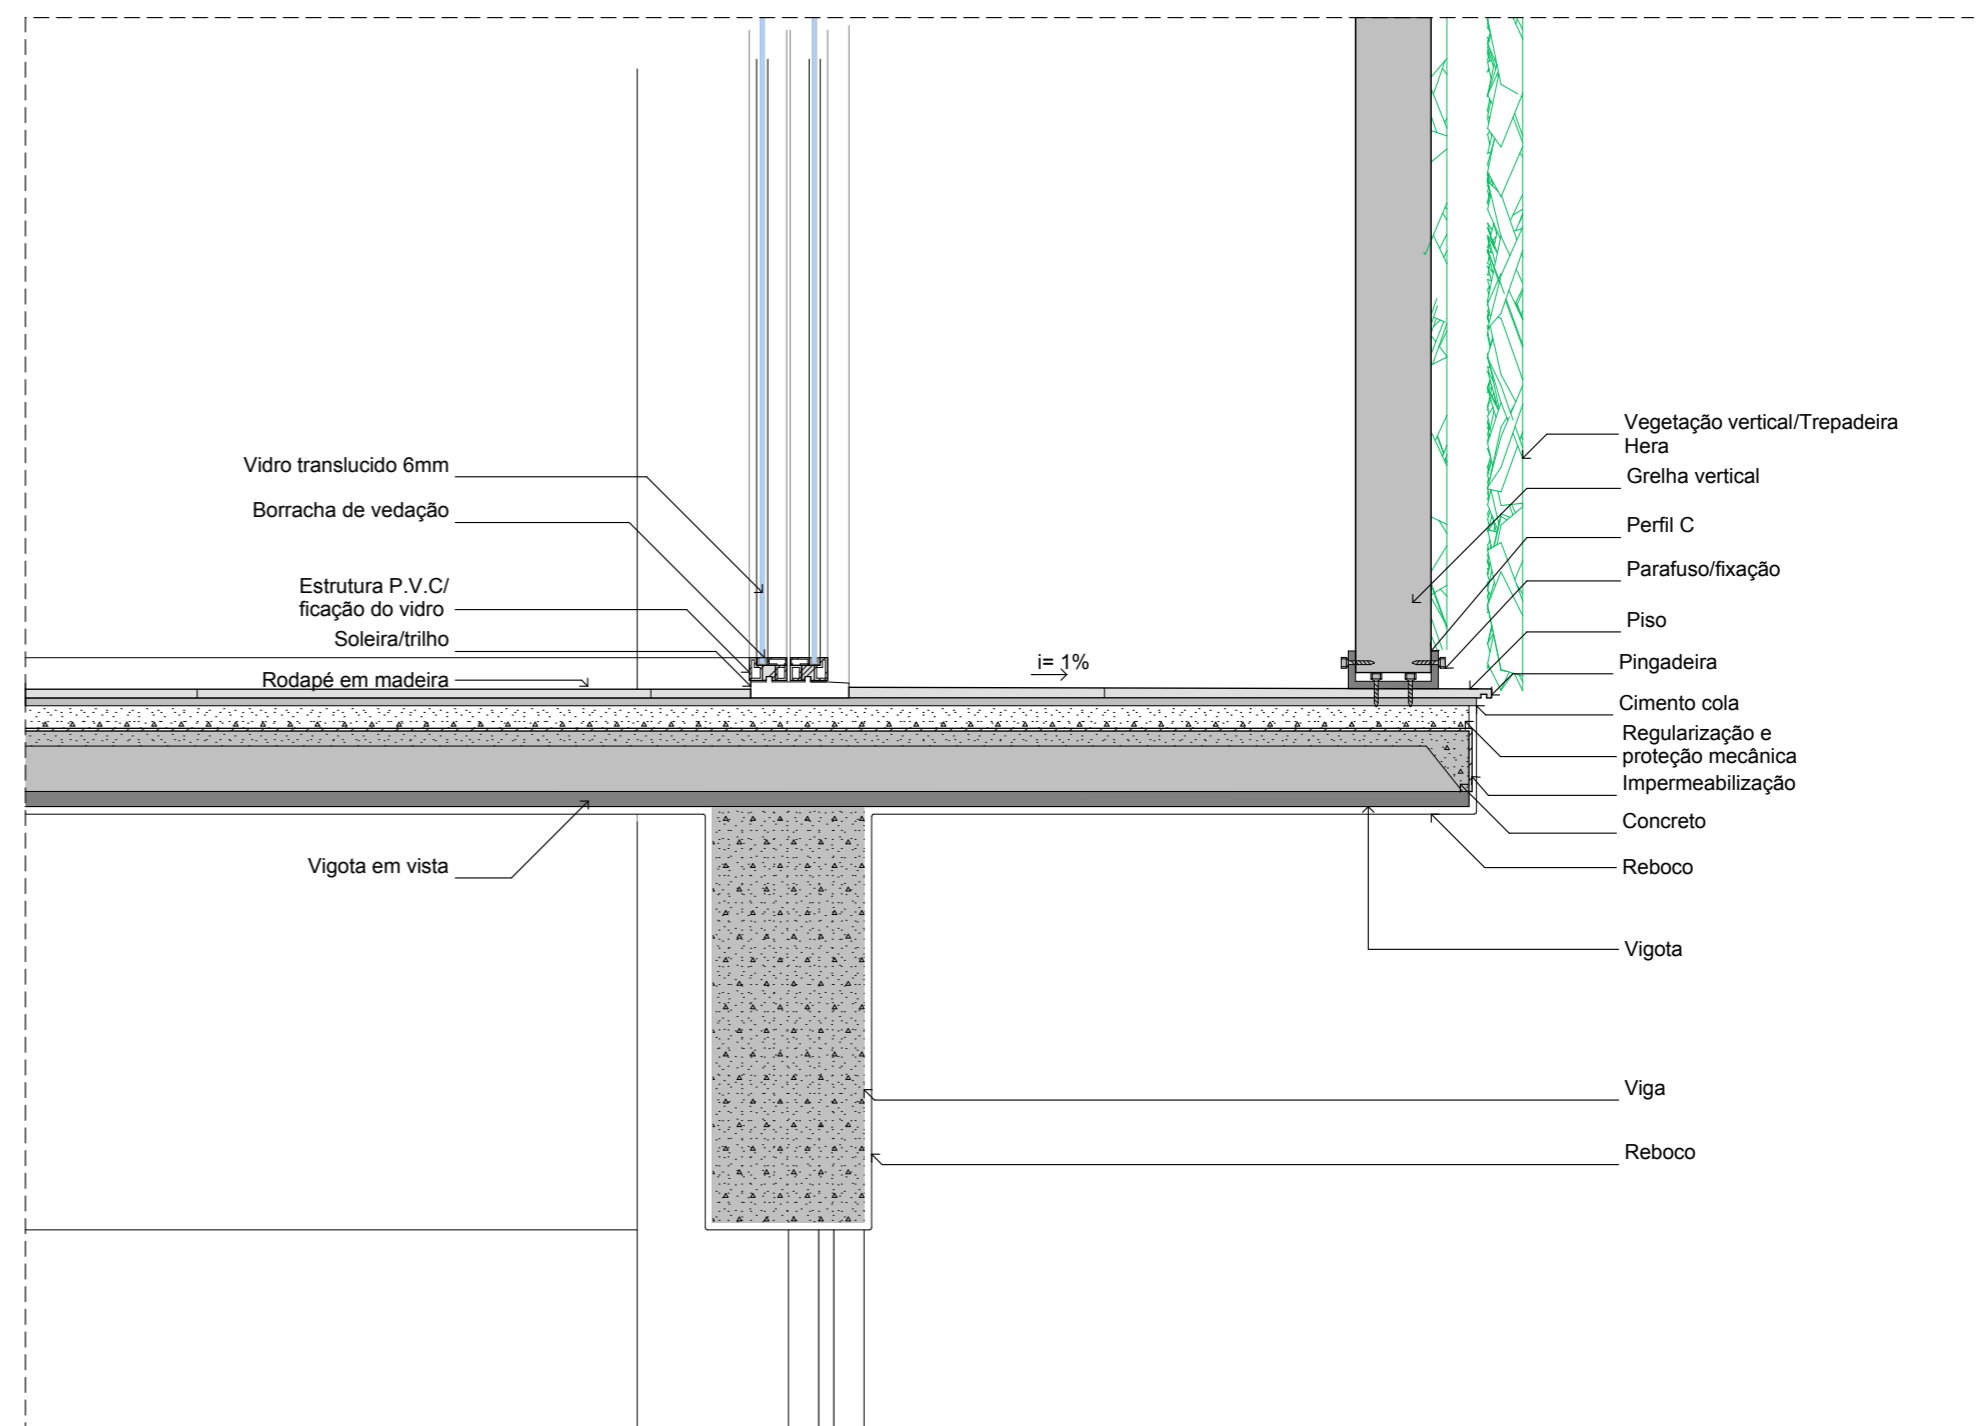 Vidro translucido 6mm
Borracha de vedação
Estrutura P.V.C/
ficação do vidro
Soleira/trilho
Rodapé em madeira
Vigota em vista
i= 1%
Vegetação vertical/Trepadeira
Hera
Grelha vertical
Perfil C
Parafuso/fixação
Piso
Pingadeira
Cimento cola
Regularização e
proteção mecânica
Impermeabilização
Concreto
Reboco
Vigota
Viga
Reboco